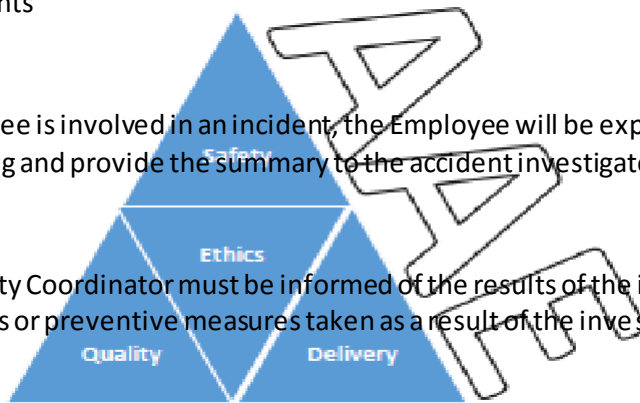 nts
ee is involved in an incident, the Employee will be exp
Safety
g and provide the summary to the accident investigat
Ethics
ty Coordinator must be informed of the results of the i
s or preventive measures taken as a result of the inves
Quality
Delivery
AAE